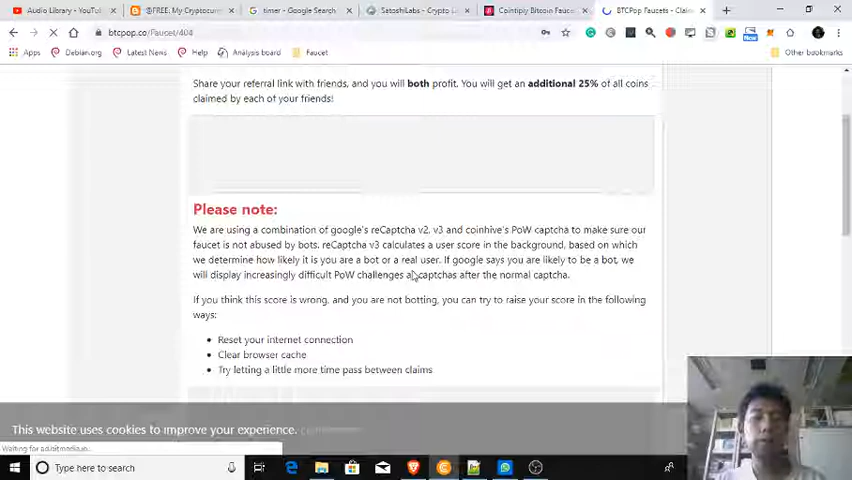 Audio Library - YouTu
@FREE: My Cryptocurr
timer - Google Search
SatoshiLabs - Crypto Li
Cointiply Bitcoin Fauce
BTCPop Faucets - Clai
btcpop.co/Faucet/404
Apps
Debian.org
Latest News
Help
Analysis board
Faucet
Other bookmarks
Share your referral link with friends, and you will both profit. You will get an additional 25% of all coins
claimed by each of your friends!
Please note:
We are using a combination of google's reCaptcha v2, v3 and coinhive's PoW captcha to make sure our
faucet is not abused by bots. reCaptcha v3 calculates a user score in the background, based on which
we determine how likely it is you are a bot or a real user. If google says you are likely to be a bot, we
will display increasingly difficult PoW challenges a captchas after the normal captcha.
If you think this score is wrong, and you are not botting, you can try to raise your score in the following
ways:
Reset your internet connection
Clear browser cache
Try letting a little more time pass between claims
This website uses cookies to improve your experience.
Type here to search